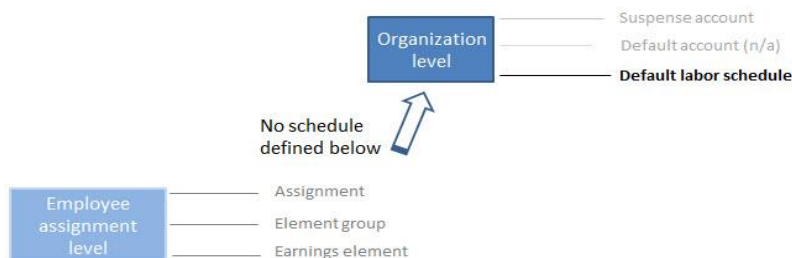 Suspense account
Organization
level
Default account (n/a)
Default labor schedule
No schedule
defined below
Assignment
Employee
assignment
level
Element group
Earnings element